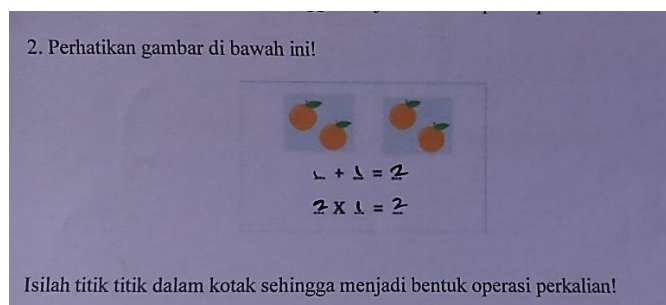 2. Perhatikan gambar di bawah ini!
1 + 1 = 2
2 X 1 = 2
Isilah titik titik dalam kotak sehingga menjadi bentuk operasi perkalian!